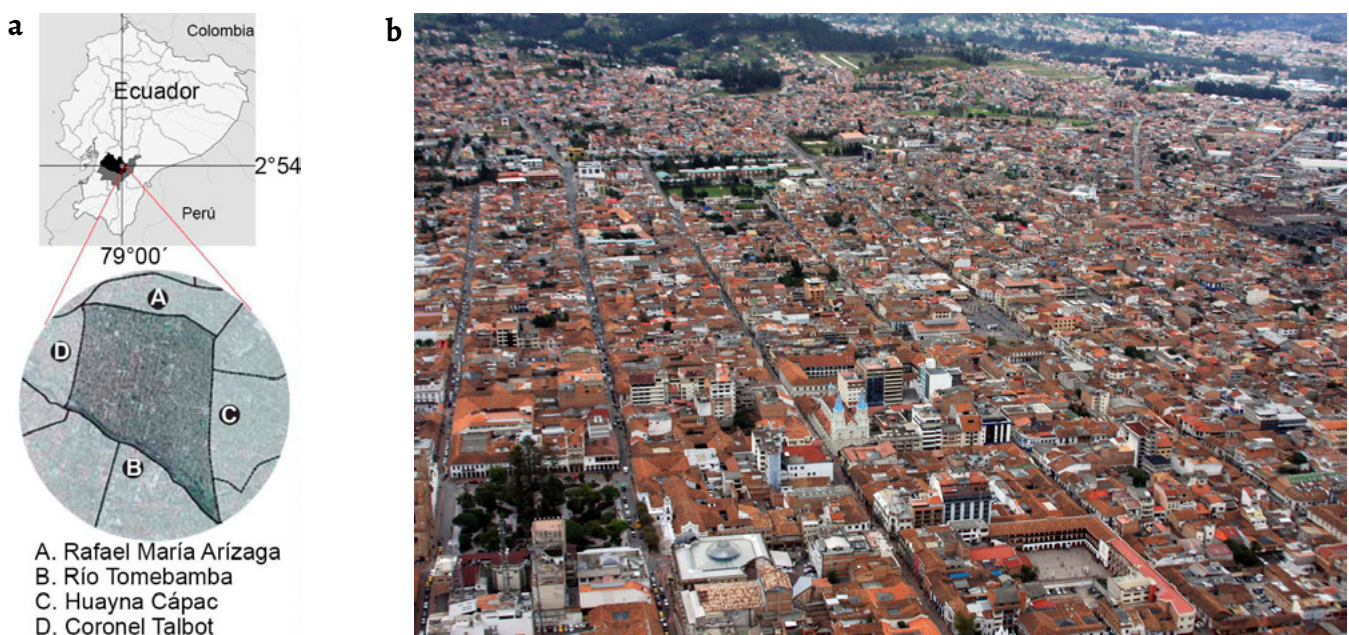 a
Colombia
Ecuador
2°54
Perú
79°00´
A
D
C
B
A. Rafael María Arízaga
B. Río Tomebamba
C. Huayna Cápac
D. Coronel Talbot
b